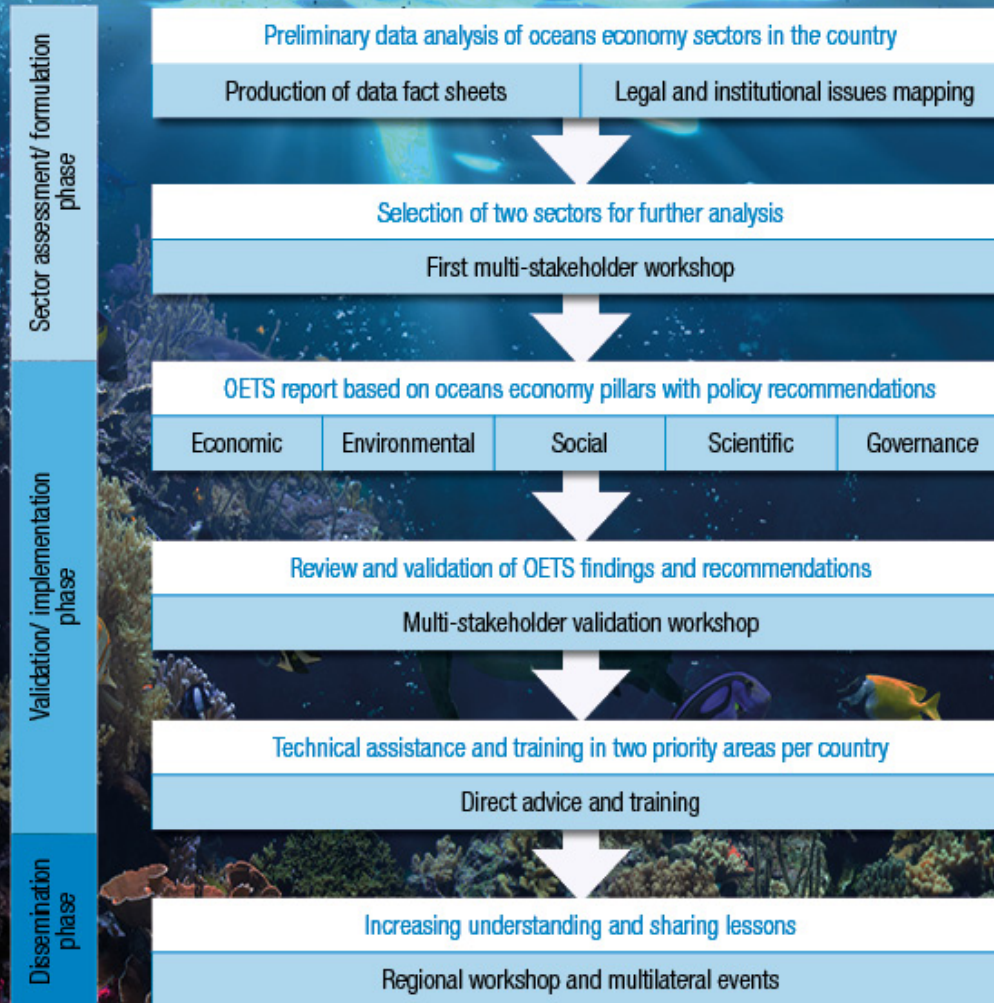 Sector assessment/ formulation
phase
Preliminary data analysis of oceans economy sectors in the country
Production of data fact sheets
Legal and institutional issues mapping
Selection of two sectors for further analysis
First multi-stakeholder workshop
Validation/ implementation
phase
OETS report based on oceans economy pillars with policy recommendations
Economic
Environmental
Social
Scientific
Governance
Review and validation of OETS findings and recommendations
Multi-stakeholder validation workshop
Technical assistance and training in two priority areas per country
Direct advice and training
Dissemination
phase
Increasing understanding and sharing lessons
Regional workshop and multilateral events